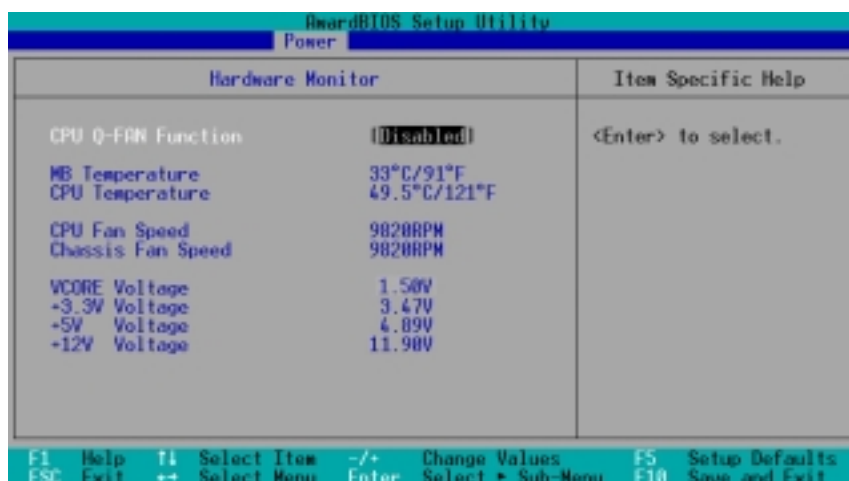 AwardBIOS Setup Utility
Power
Hardware Monitor
Item Specific Help
CPU Q-FAN Function [Disabled]
<Enter> to select.
MB Temperature 33°C/91°F
CPU Temperature 49.5°C/121°F
CPU Fan Speed 9820RPM
Chassis Fan Speed 9820RPM
VCORE Voltage 1.50V
+3.3V Voltage 3.47V
+5V Voltage 4.89V
+12V Voltage 11.90V
F1 Help ↑↓ Select Item -/+ Change Values F5 Setup Defaults
ESC Exit ←→ Select Menu Enter Select ► Sub-Menu F10 Save and Exit